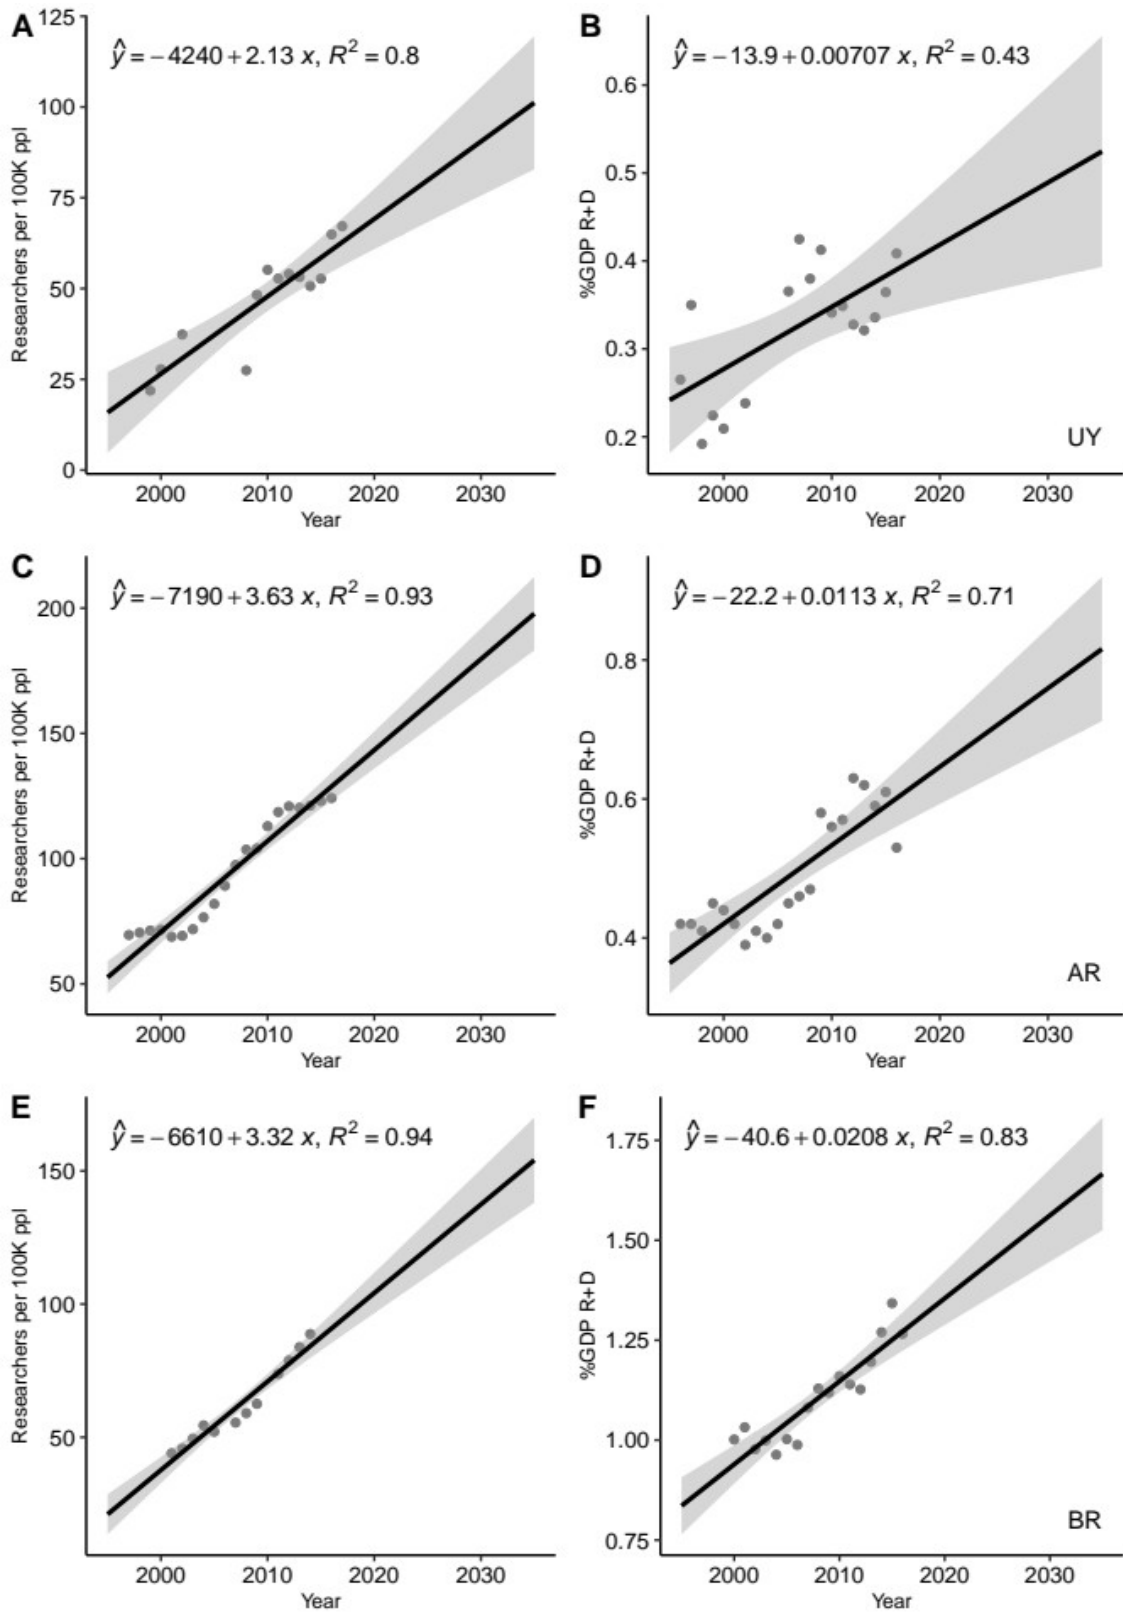 A
ŷ = −4240 + 2.13 x, R² = 0.8
Researchers per 100K ppl
125
100
75
50
25
0
2000 2010 2020 2030
Year
B
ŷ = −13.9 + 0.00707 x, R² = 0.43
%GDP R+D
0.6
0.5
0.4
0.3
0.2
UY
2000 2010 2020 2030
Year
C
ŷ = −7190 + 3.63 x, R² = 0.93
Researchers per 100K ppl
200
150
100
50
2000 2010 2020 2030
Year
D
ŷ = −22.2 + 0.0113 x, R² = 0.71
%GDP R+D
0.8
0.6
0.4
AR
2000 2010 2020 2030
Year
E
ŷ = −6610 + 3.32 x, R² = 0.94
Researchers per 100K ppl
150
100
50
2000 2010 2020 2030
Year
F
ŷ = −40.6 + 0.0208 x, R² = 0.83
%GDP R+D
1.75
1.50
1.25
1.00
0.75
BR
2000 2010 2020 2030
Year